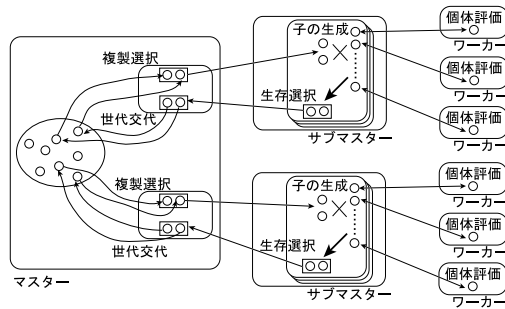 複製選択
世代交代
複製選択
世代交代
マスター
子の生成
生存選択
サブマスター
子の生成
生存選択
サブマスター
個体評価
ワーカー
個体評価
ワーカー
個体評価
ワーカー
個体評価
ワーカー
個体評価
ワーカー
個体評価
ワーカー